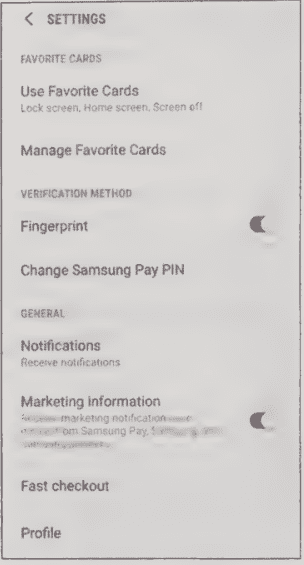 SETTINGS
FAVORITE CARDS
Use Favorite Cards
Lock screen, Home screen, Screen off
Manage Favorite Cards
VERIFICATION METHOD
Fingerprint
Change Samsung Pay PIN
GENERAL
Notifications
Receive notifications
Marketing Information
marketing notification
from Samsung Pay,
Fast checkout
Profile